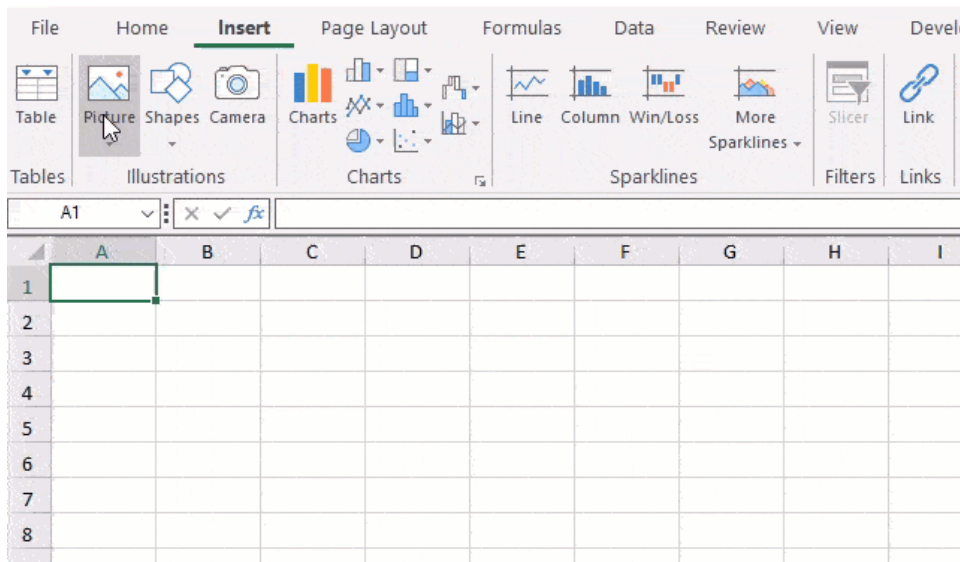 File Home Insert Page Layout Formulas Data Review View Devel
Table Picture Shapes Camera Charts Line Column Win/Loss More Sparklines Slicer Link
Tables Illustrations Charts Sparklines Filters Links
A1 fx
A B C D E F G H I
1
2
3
4
5
6
7
8